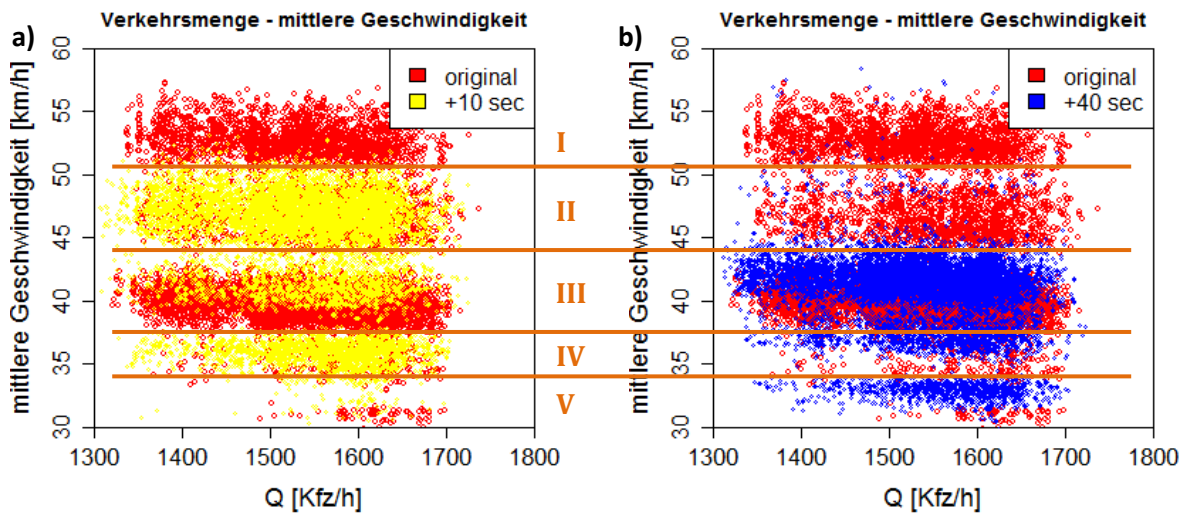 a)
Verkehrsmenge - mittlere Geschwindigkeit
mittlere Geschwindigkeit [km/h]
60
55
50
45
40
35
30
original
+10 sec
1300 1400 1500 1600 1700 1800
Q [Kfz/h]
I
II
III
IV
V
b)
Verkehrsmenge - mittlere Geschwindigkeit
mittlere Geschwindigkeit [km/h]
60
55
50
45
40
35
30
original
+40 sec
1300 1400 1500 1600 1700 1800
Q [Kfz/h]